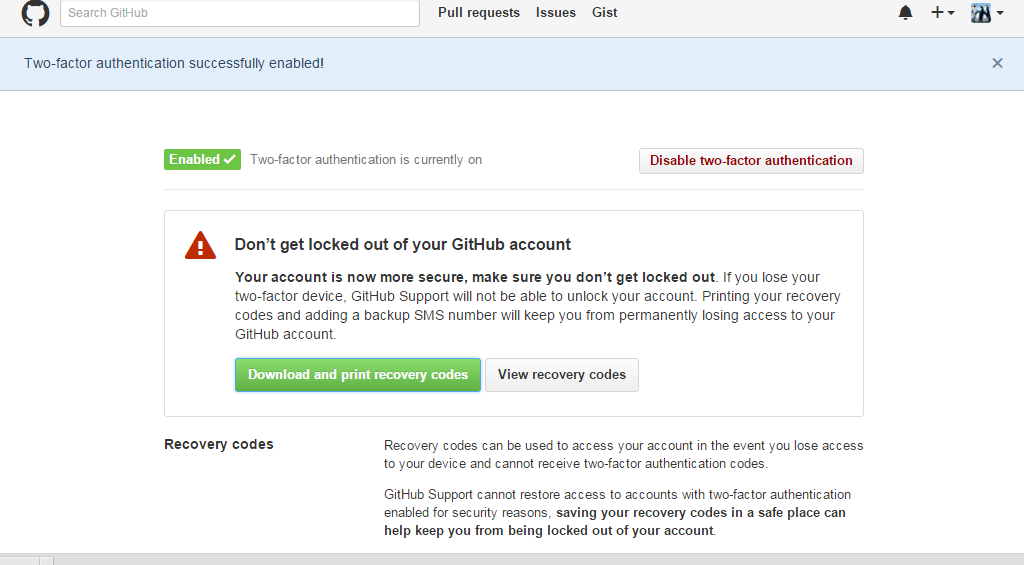 Search GitHub
Pull requests Issues Gist
Two-factor authentication successfully enabled!
Enabled Two-factor authentication is currently on
Disable two-factor authentication
Don’t get locked out of your GitHub account
Your account is now more secure, make sure you don’t get locked out. If you lose your
two-factor device, GitHub Support will not be able to unlock your account. Printing your recovery
codes and adding a backup SMS number will keep you from permanently losing access to your
GitHub account.
Download and print recovery codes
View recovery codes
Recovery codes
Recovery codes can be used to access your account in the event you lose access
to your device and cannot receive two-factor authentication codes.
GitHub Support cannot restore access to accounts with two-factor authentication
enabled for security reasons, saving your recovery codes in a safe place can
help keep you from being locked out of your account.